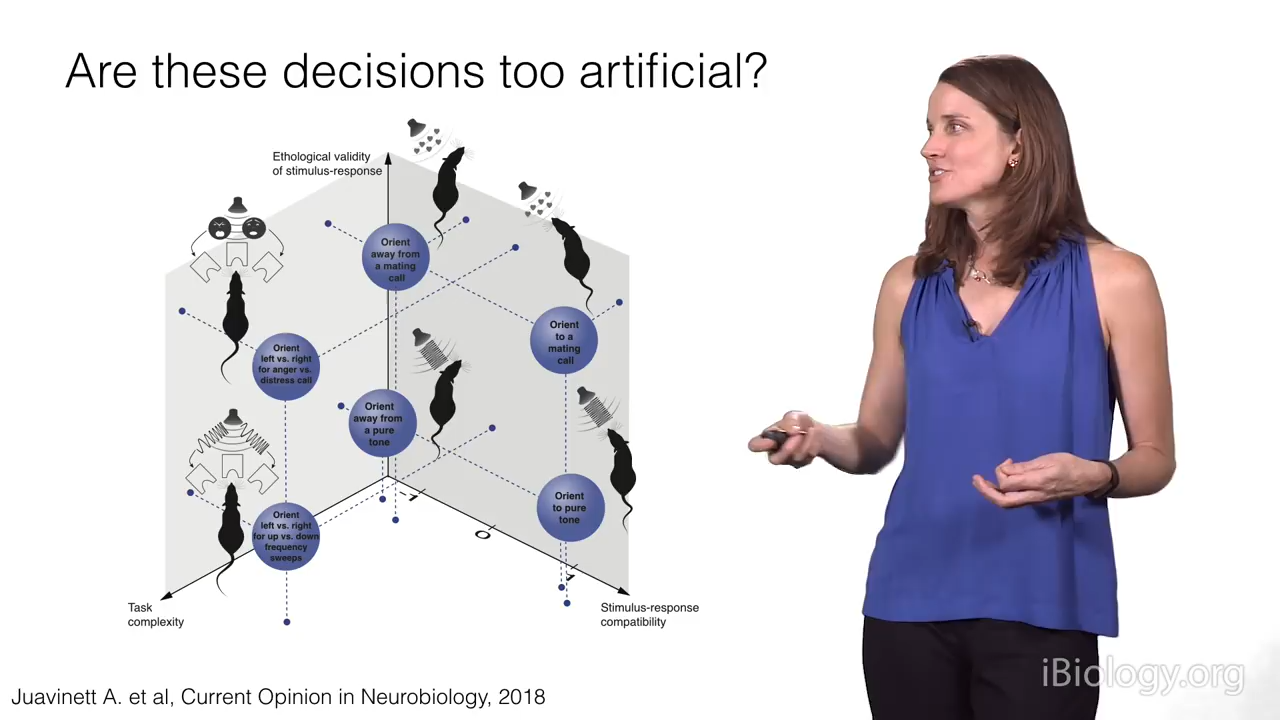 Are these decisions too artificial?
Ethological validity
of stimulus-response
Orient
away from
a mating
call
Orient
to a
mating
call
Orient
left vs. right
for anger vs.
distress call
Orient
away from
a pure
tone
Orient
to pure
tone
Orient
left vs. right
for up vs. down
frequency
sweeps
-1
0
1
Task
complexity
Stimulus-response
compatibility
Juavinett A. et al, Current Opinion in Neurobiology, 2018
iBiology.org